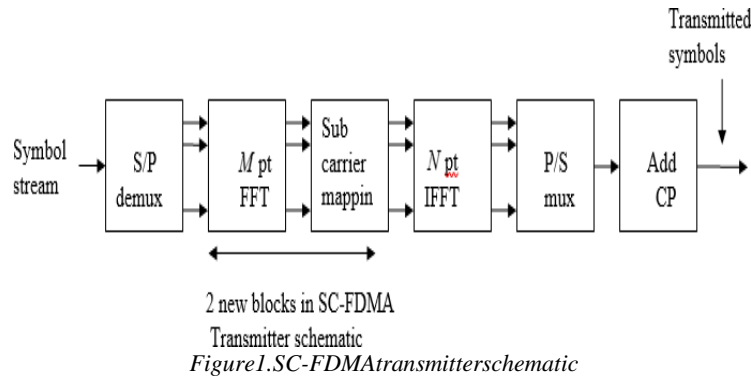 Transmitted
symbols
Symbol
stream
S/P
demux
M pt
FFT
Sub
carrier
mappin
N pt
IFFT
P/S
mux
Add
CP
2 new blocks in SC-FDMA
Transmitter schematic
Figure1.SC-FDMAtransmitterschematic